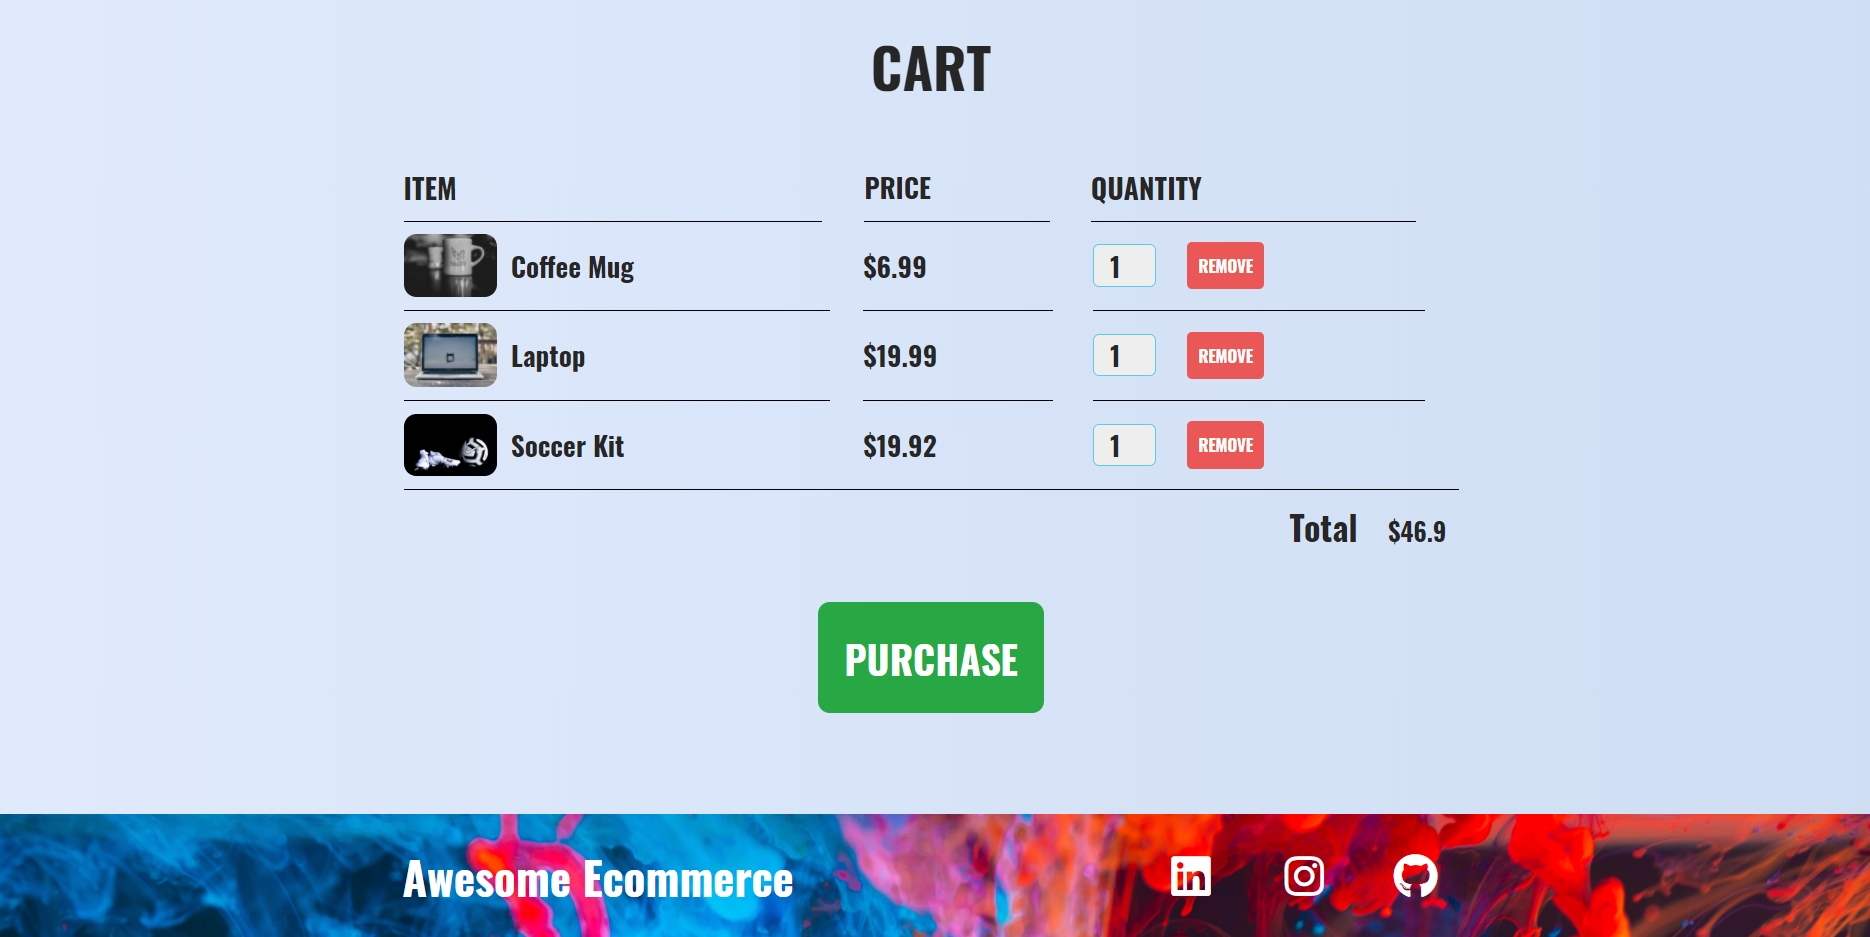 CART
ITEM PRICE QUANTITY
Coffee Mug $6.99 1 REMOVE
Laptop $19.99 1 REMOVE
Soccer Kit $19.92 1 REMOVE
Total $46.9
PURCHASE
Awesome Ecommerce